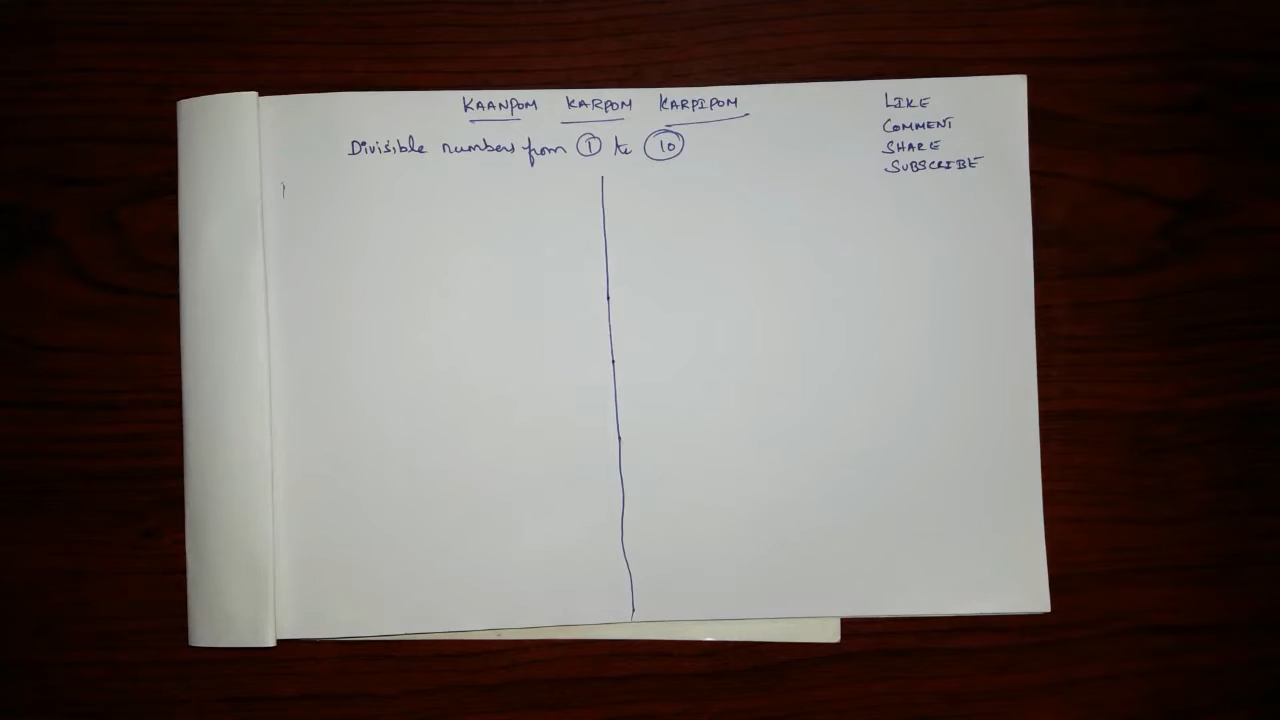 KAANPOM KARPOM KARPIPOM
Divisible numbers from 1 to 10
LIKE
COMMENT
SHARE
SUBSCRIBE